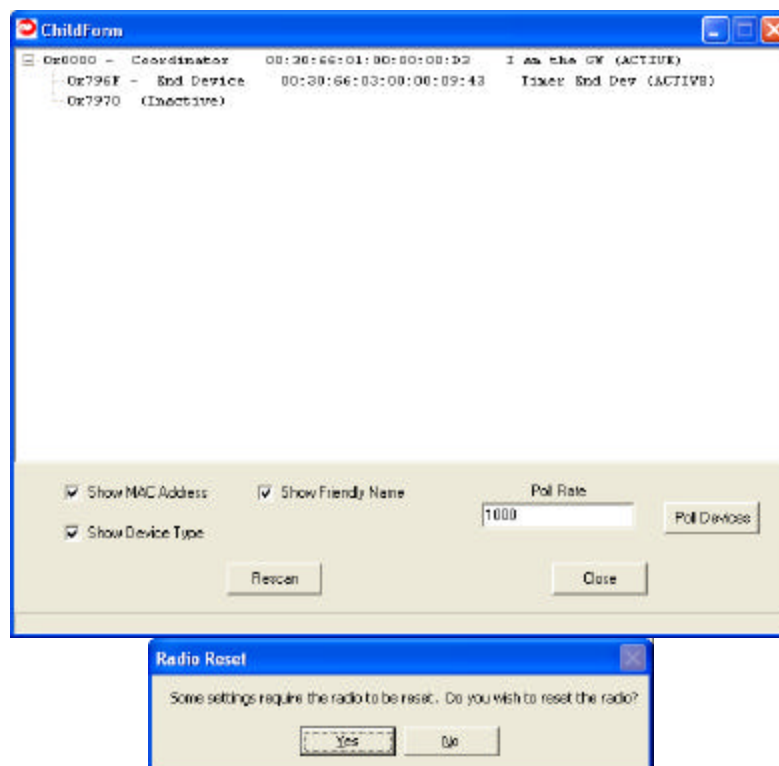 ChildForm
0x0000 - Coordinator 00:30:66:01:00:00:00:D2 I am the GW (ACTIVE)
0x796F - End Device 00:30:66:03:00:00:09:43 Timer End Dev (ACTIVE)
0x7970 (Inactive)
Show MAC Address
Show Friendly Name
Poll Rate
1000
Poll Devices
Show Device Type
Rescan
Close
Radio Reset
Some settings require the radio to be reset. Do you wish to reset the radio?
Yes
No